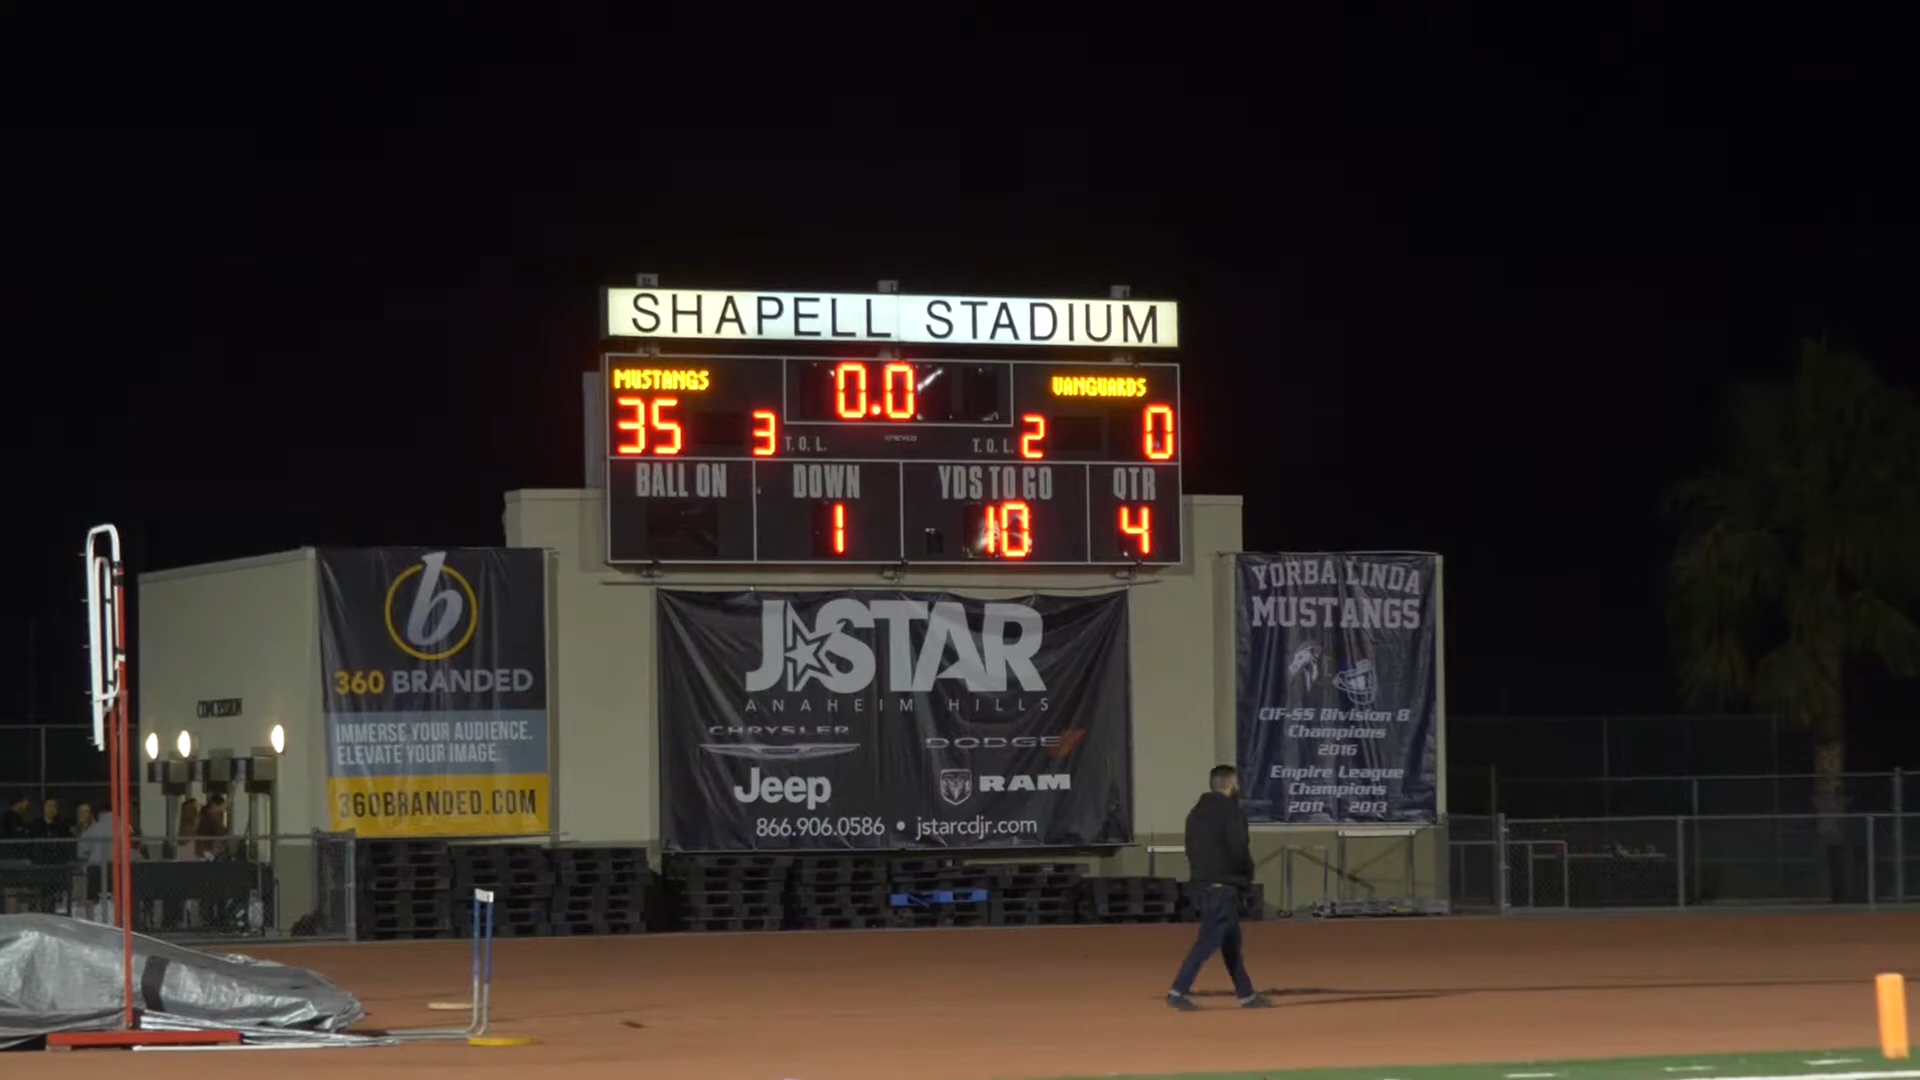 SHAPELL STADIUM
MUSTANGS 0.0 VANGUARDS
35 3 T.O.L. T.O.L. 2 0
BALL ON DOWN YDS TO GO QTR
1 10 4
b
360 BRANDED
IMMERSE YOUR AUDIENCE.
ELEVATE YOUR IMAGE.
360BRANDED.COM
JSTAR
ANAHEIM HILLS
CHRYSLER DODGE
Jeep RAM
866.906.0586 • jstarcdjr.com
YORBA LINDA
MUSTANGS
CIF-SS Division 8
Champions
2016
Empire League
Champions
2011 2013